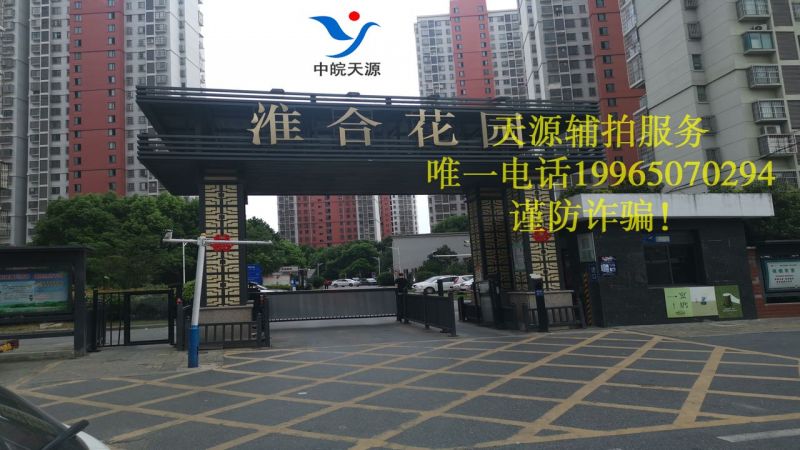 中皖天源
淮合花园
天源辅拍服务
唯一电话19965070294
谨防诈骗！